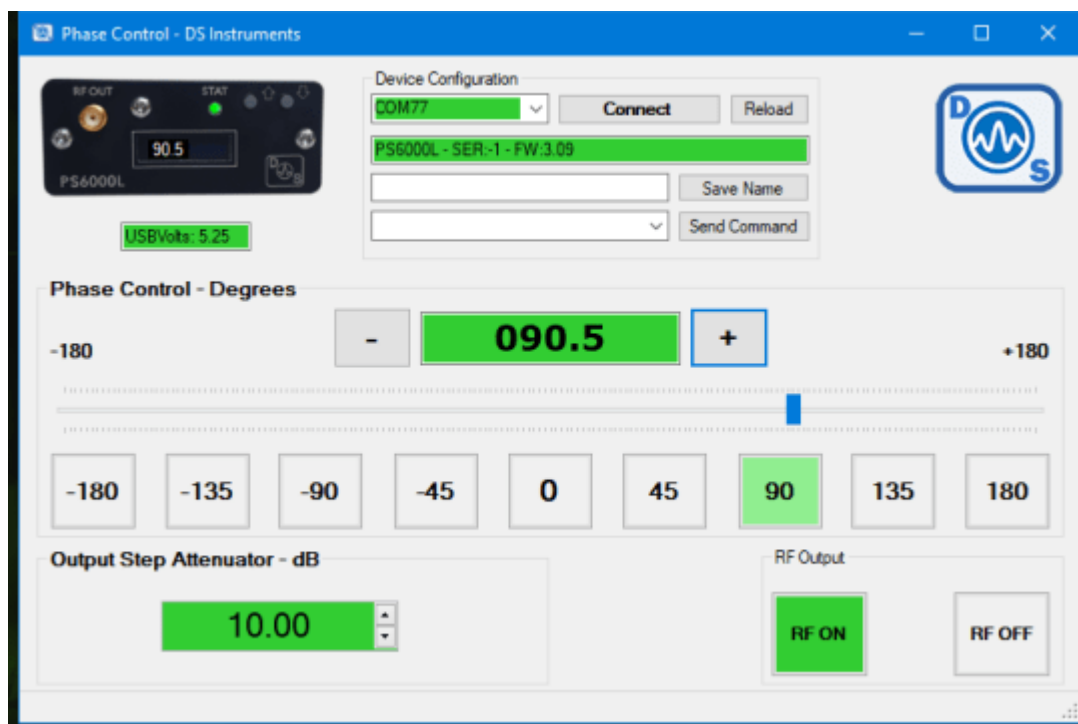 Phase Control - DS Instruments
RF OUT STAT
90.5
PS6000L
D S
USBVolts: 5.25
Device Configuration
COM77 Connect Reload
PS6000L - SER:-1 - FW:3.09
Save Name
Send Command
D S
Phase Control - Degrees
-180 - 090.5 + +180
-180 -135 -90 -45 0 45 90 135 180
Output Step Attenuator - dB
10.00
RF Output
RF ON RF OFF